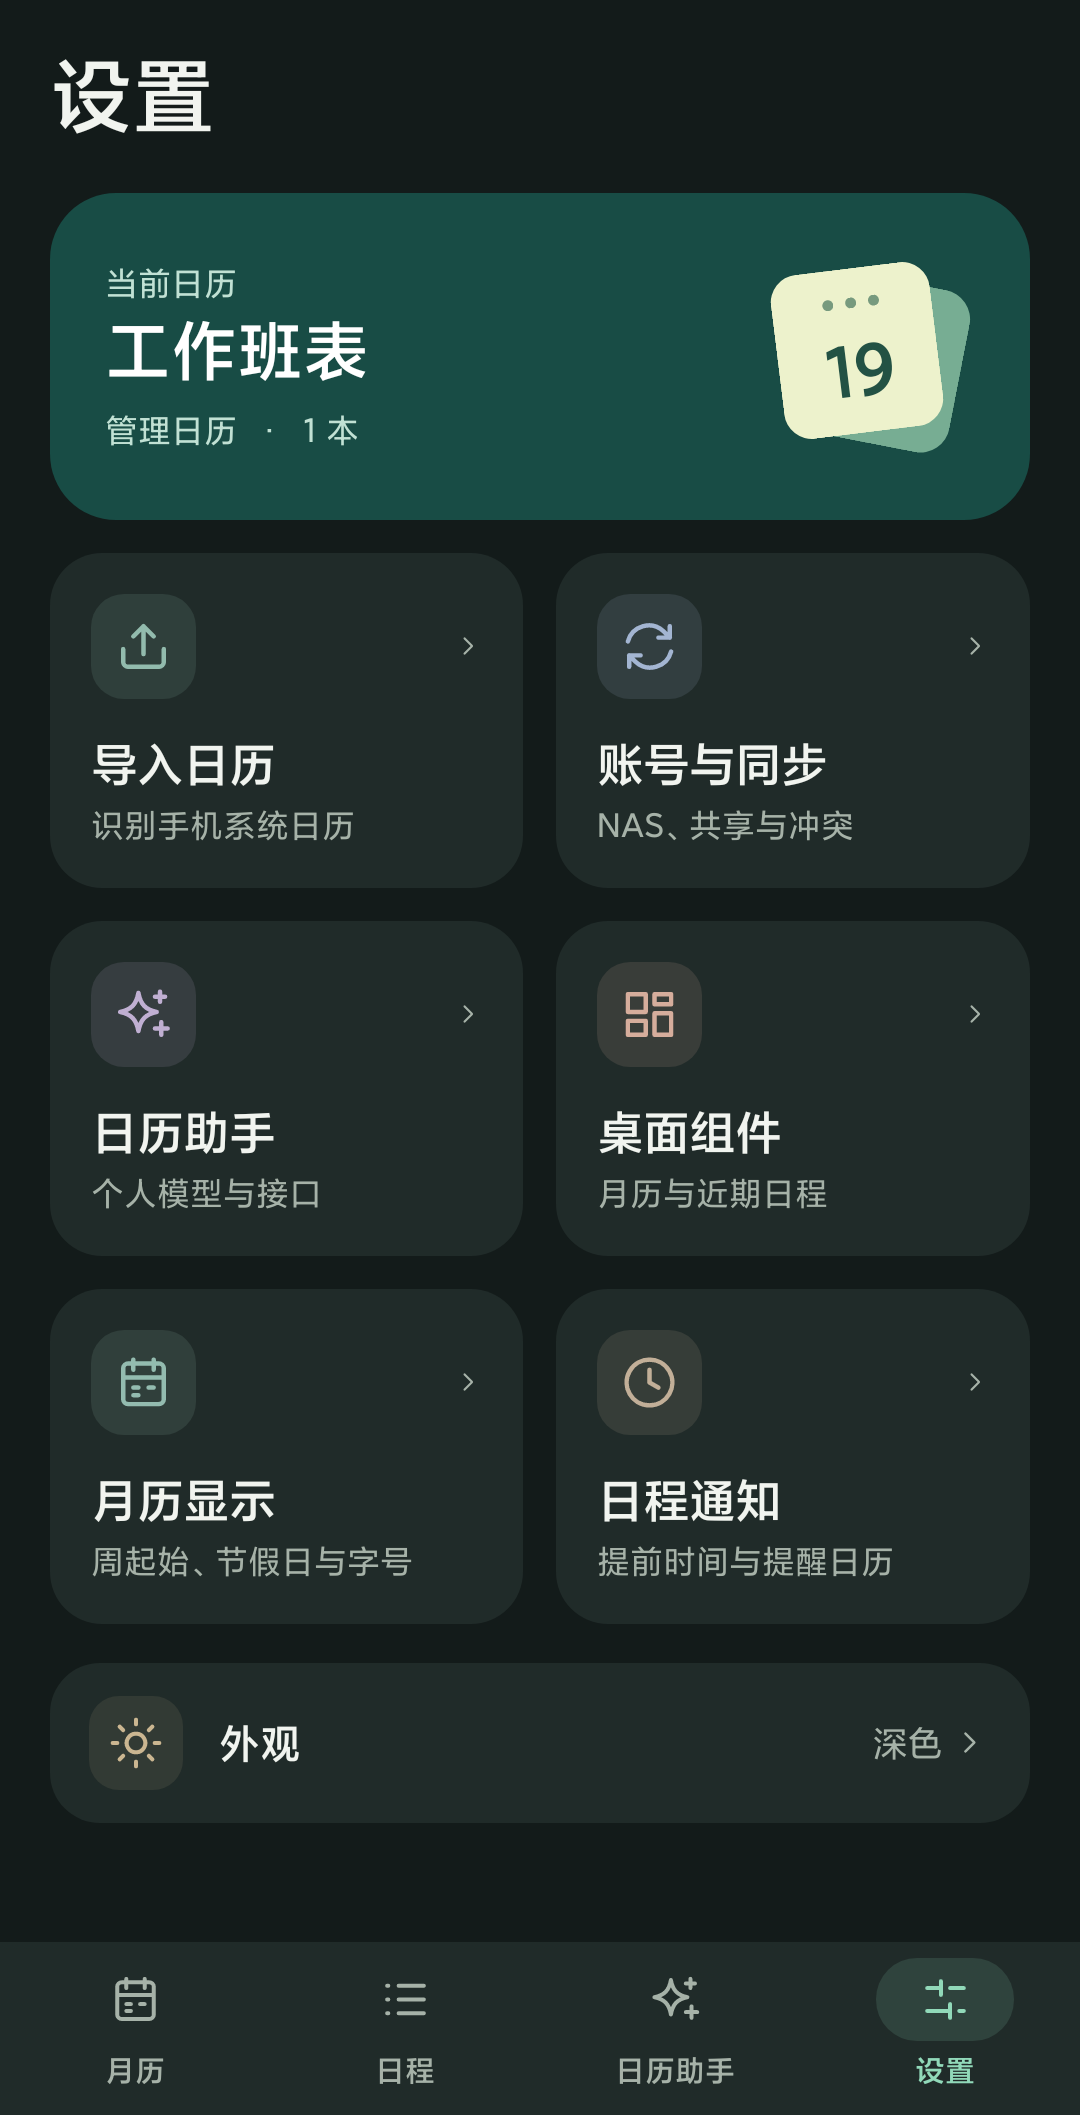 设置
当前日历
工作班表
管理日历 · 1 本
19
导入日历
识别手机系统日历
账号与同步
NAS、共享与冲突
日历助手
个人模型与接口
桌面组件
月历与近期日程
月历显示
周起始、节假日与字号
日程通知
提前时间与提醒日历
外观
深色
月历
日程
日历助手
设置